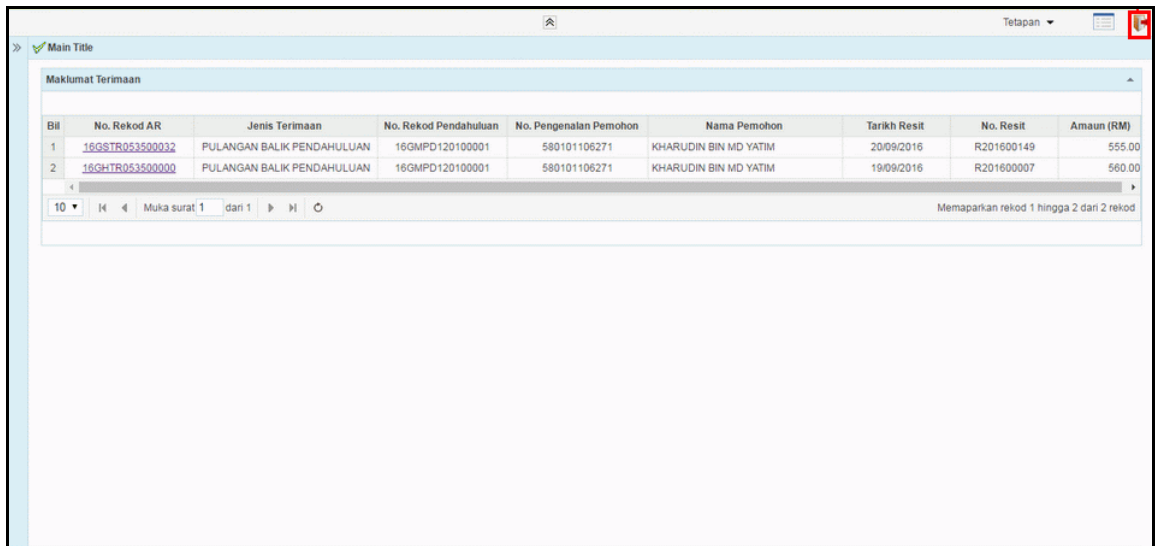 Tetapan
Main Title
Maklumat Terimaan
Bil No. Rekod AR Jenis Terimaan No. Rekod Pendahuluan No. Pengenalan Pemohon Nama Pemohon Tarikh Resit No. Resit Amaun (RM)
1 16GSTR053500032 PULANGAN BALIK PENDAHULUAN 16GMPD120100001 580101106271 KHARUDIN BIN MD YATIM 20/09/2016 R201600149 555.00
2 16GHTR053500000 PULANGAN BALIK PENDAHULUAN 16GMPD120100001 580101106271 KHARUDIN BIN MD YATIM 19/09/2016 R201600007 560.00
10 Muka surat 1 dari 1 Memaparkan rekod 1 hingga 2 dari 2 rekod